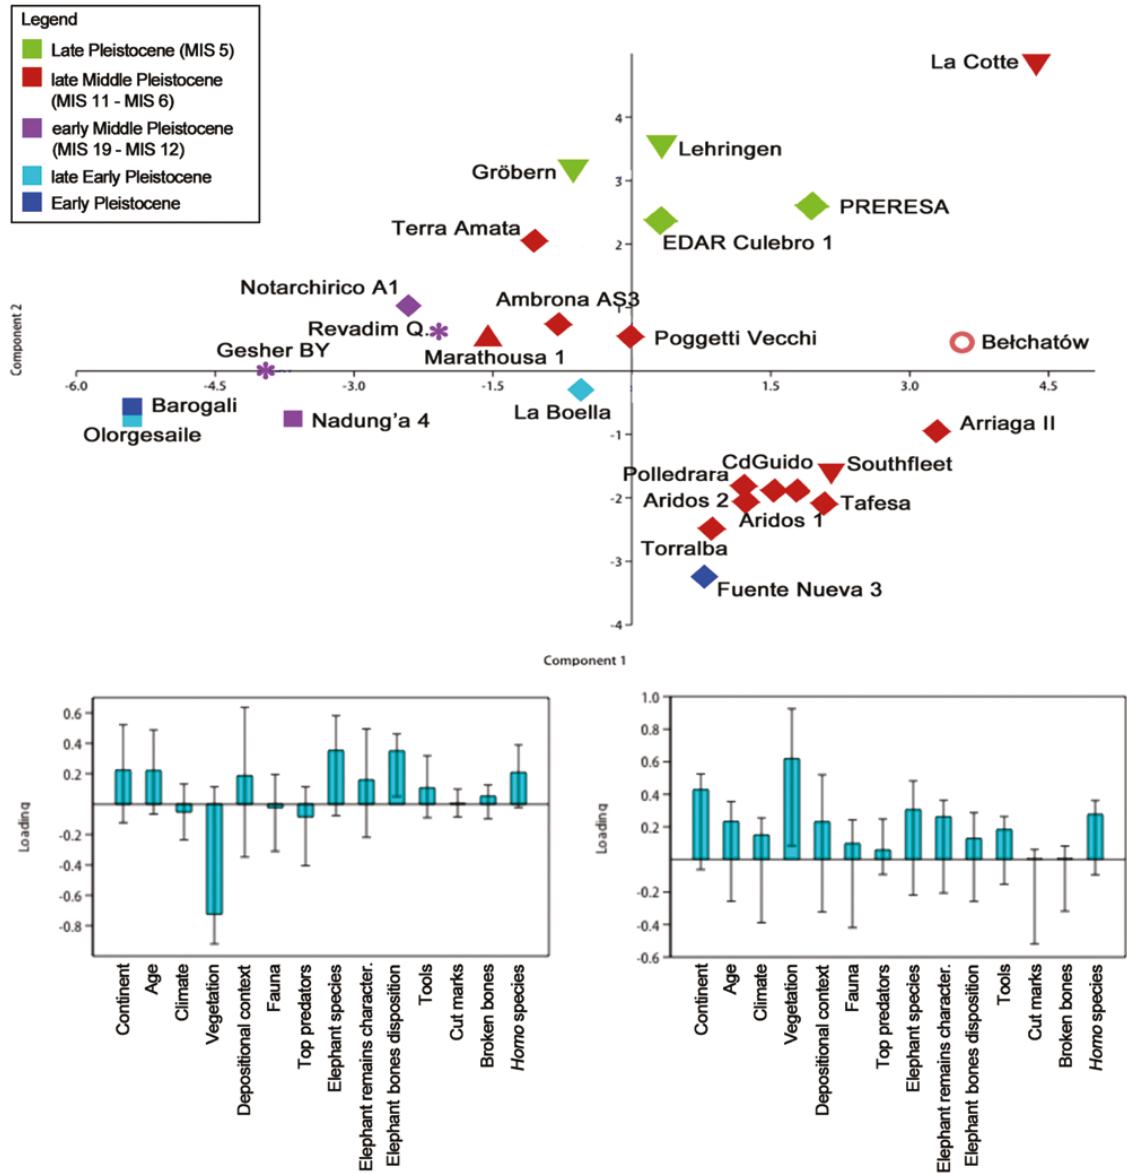 Legend
Late Pleistocene (MIS 5)
late Middle Pleistocene
(MIS 11 - MIS 6)
early Middle Pleistocene
(MIS 19 - MIS 12)
late Early Pleistocene
Early Pleistocene
La Cotte
4
Lehringen
Gröbern
3
PRERESA
Terra Amata
EDAR Culebro 1
2
Notarchirico A1
Ambrona AS3
Revadim Q.
Poggetti Vecchi
Bełchatów
Marathousa 1
Gesher BY
Component 2
-6.0 -4.5 -3.0 -1.5 1.5 3.0 4.5
Barogali
La Boella
Nadung'a 4
Olorgesaile
Arriaga II
-1
CdGuido
Southfleet
Polledrara
Aridos 2
-2
Tafesa
Aridos 1
Torralba
-3
Fuente Nueva 3
-4
Component 1
0.6
0.4
0.2
-0.2
-0.4
-0.6
-0.8
Loading
Continent
Age
Climate
Vegetation
Depositional context
Fauna
Top predators
Elephant species
Elephant remains character.
Elephant bones disposition
Tools
Cut marks
Broken bones
Homo species
1.0
0.8
0.6
0.4
0.2
-0.2
-0.4
-0.6
Loading
Continent
Age
Climate
Vegetation
Depositional context
Fauna
Top predators
Elephant species
Elephant remains character.
Elephant bones disposition
Tools
Cut marks
Broken bones
Homo species